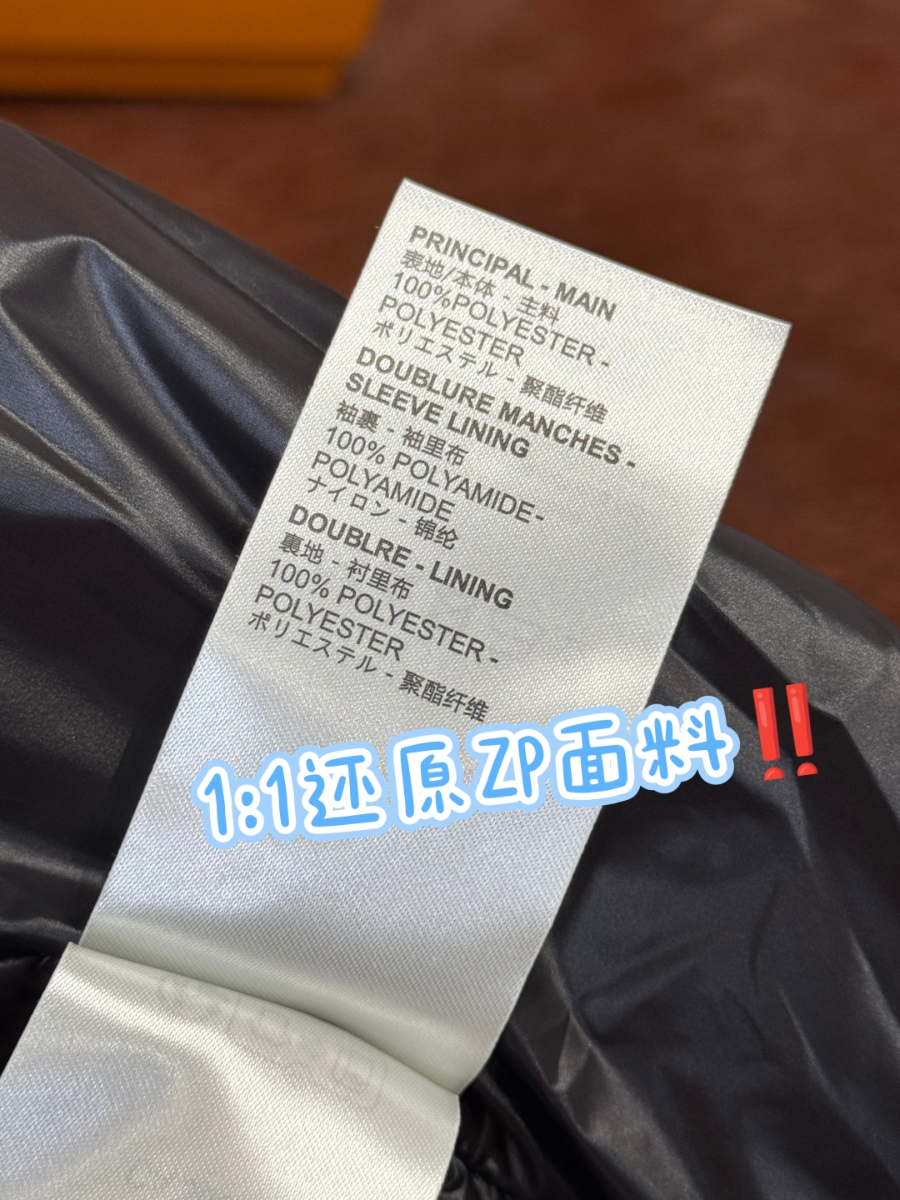 PRINCIPAL - MAIN
表地/本体 - 主料
100%POLYESTER -
POLYESTER
ポリエステル - 聚酯纤维
DOUBLURE MANCHES -
SLEEVE LINING
袖裏 - 袖里布
100% POLYAMIDE-
POLYAMIDE
ナイロン - 锦纶
DOUBLRE - LINING
裏地 - 衬里布
100% POLYESTER -
POLYESTER
ポリエステル - 聚酯纤维
1:1还原ZP面料‼️